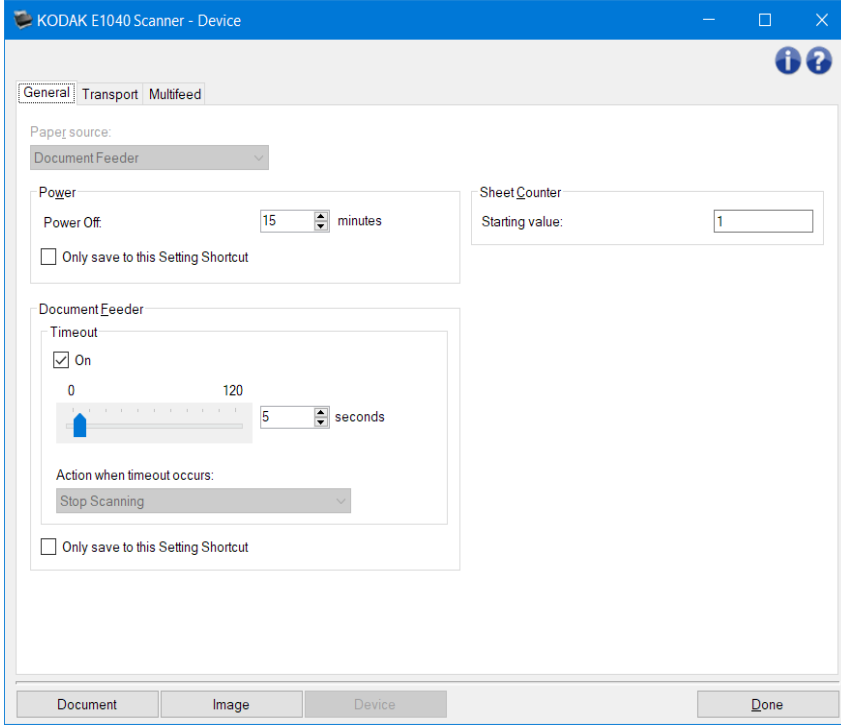 KODAK E1040 Scanner - Device
General Transport Multifeed
Paper source:
Document Feeder
Power
Power Off: 15 minutes
Only save to this Setting Shortcut
Sheet Counter
Starting value: 1
Document Feeder
Timeout
On
0 120
5 seconds
Action when timeout occurs:
Stop Scanning
Only save to this Setting Shortcut
Document Image Device Done